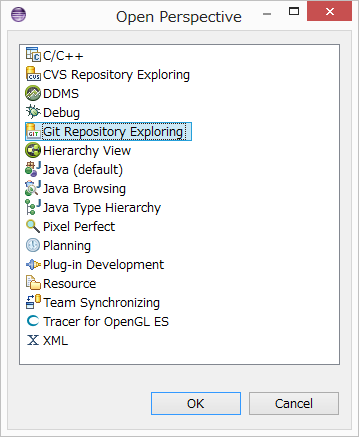 Open Perspective
C/C++
CVS Repository Exploring
DDMS
Debug
Git Repository Exploring
Hierarchy View
Java (default)
Java Browsing
Java Type Hierarchy
Pixel Perfect
Planning
Plug-in Development
Resource
Team Synchronizing
Tracer for OpenGL ES
XML
OK
Cancel